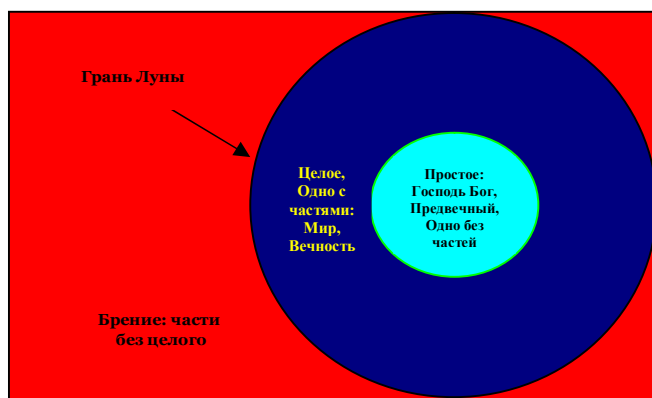 Грань Луны
Целое,
Одно с
частями:
Мир,
Вечность
Простое:
Господь Бог,
Предвечный,
Одно без
частей
Брение: части
без целого